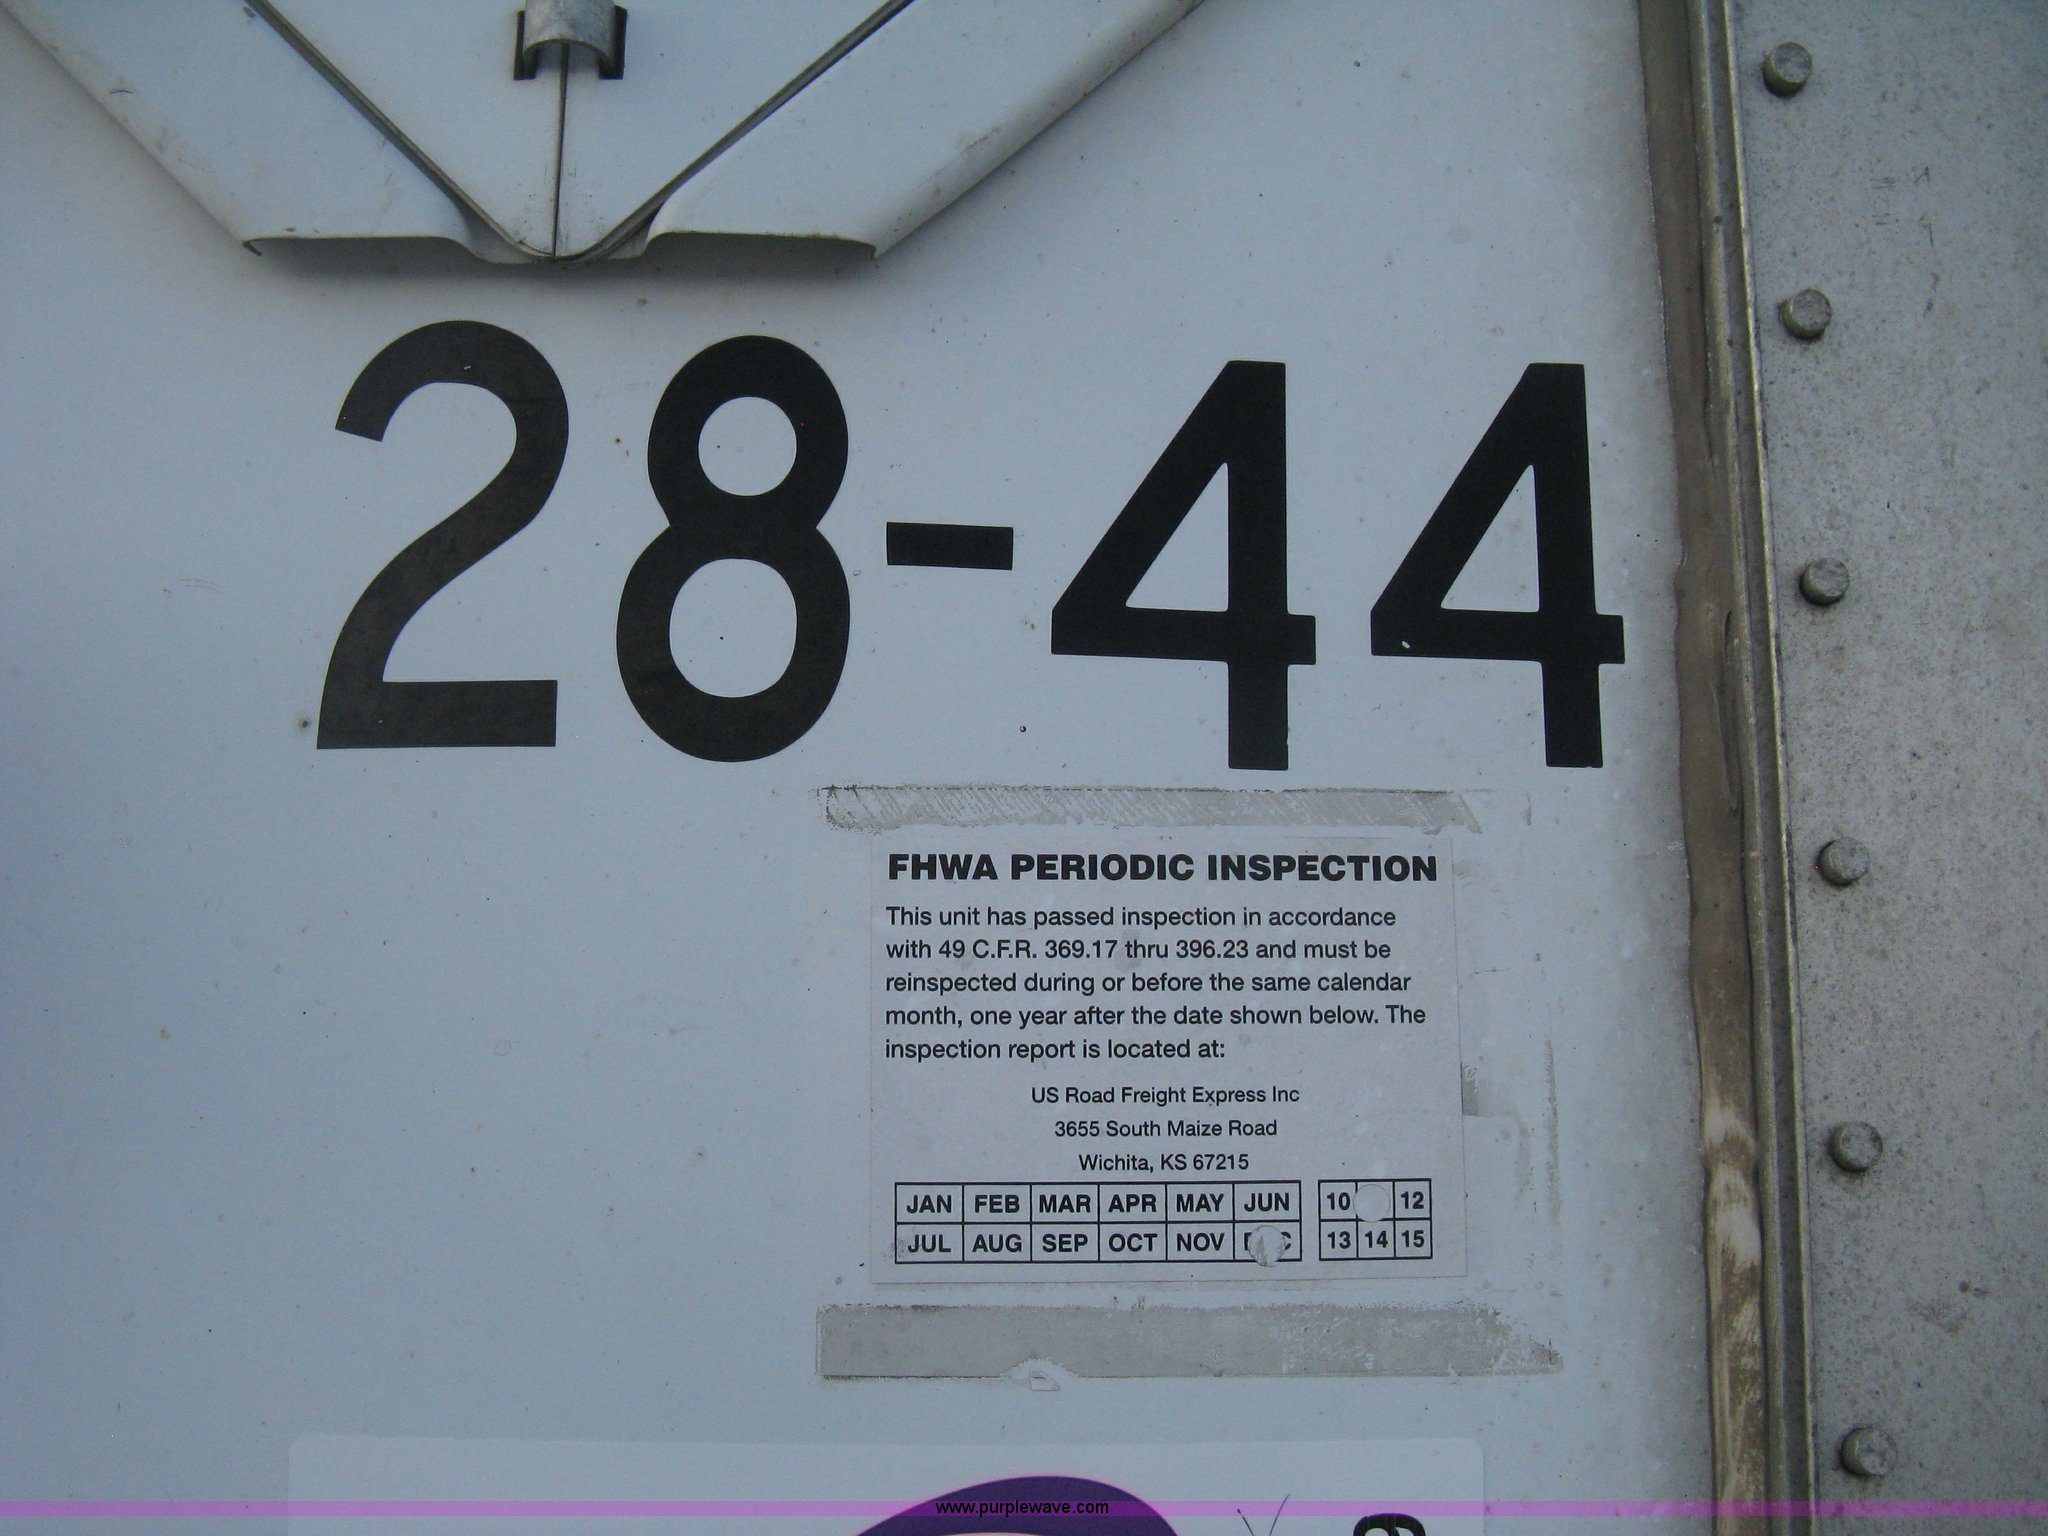 28-44
FHWA PERIODIC INSPECTION
This unit has passed inspection in accordance
with 49 C.F.R. 369.17 thru 396.23 and must be
reinspected during or before the same calendar
month, one year after the date shown below. The
inspection report is located at:
US Road Freight Express Inc
3655 South Maize Road
Wichita, KS 67215
JAN FEB MAR APR MAY JUN 10 12
JUL AUG SEP OCT NOV 13 14 15
www.purplewave.com